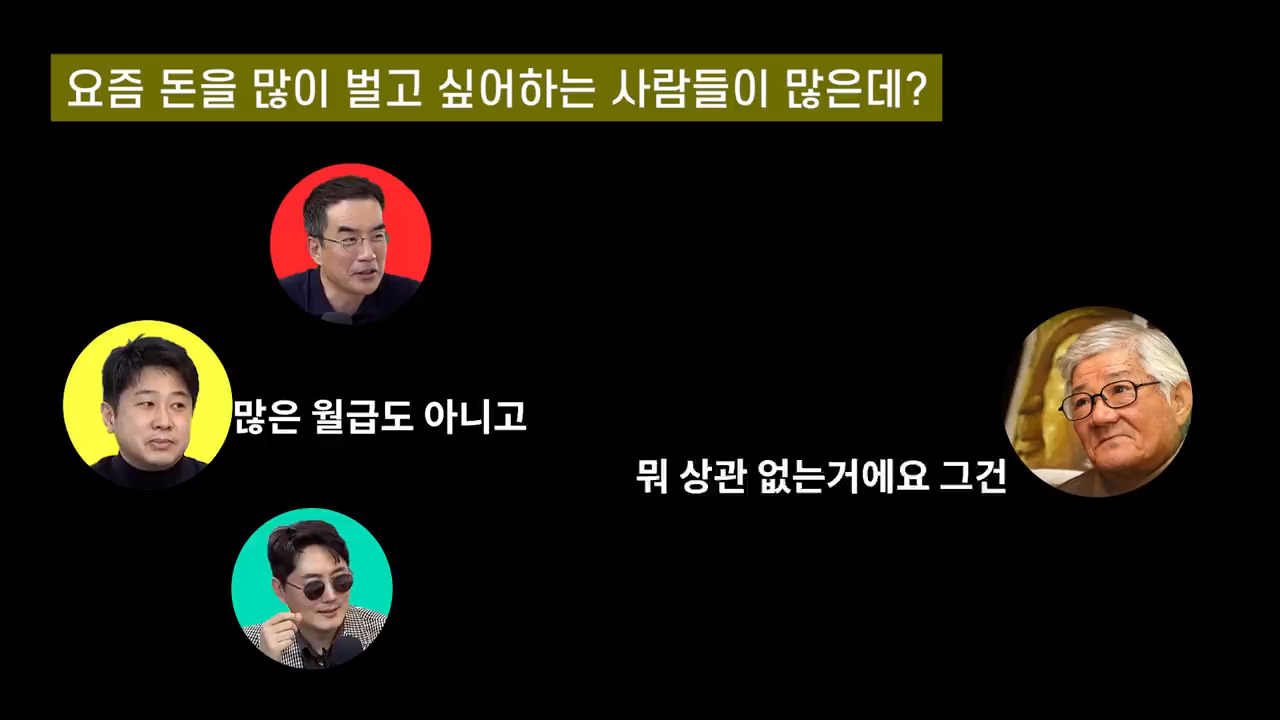 요즘 돈을 많이 벌고 싶어하는 사람들이 많은데?
많은 월급도 아니고
뭐 상관 없는거에요 그건